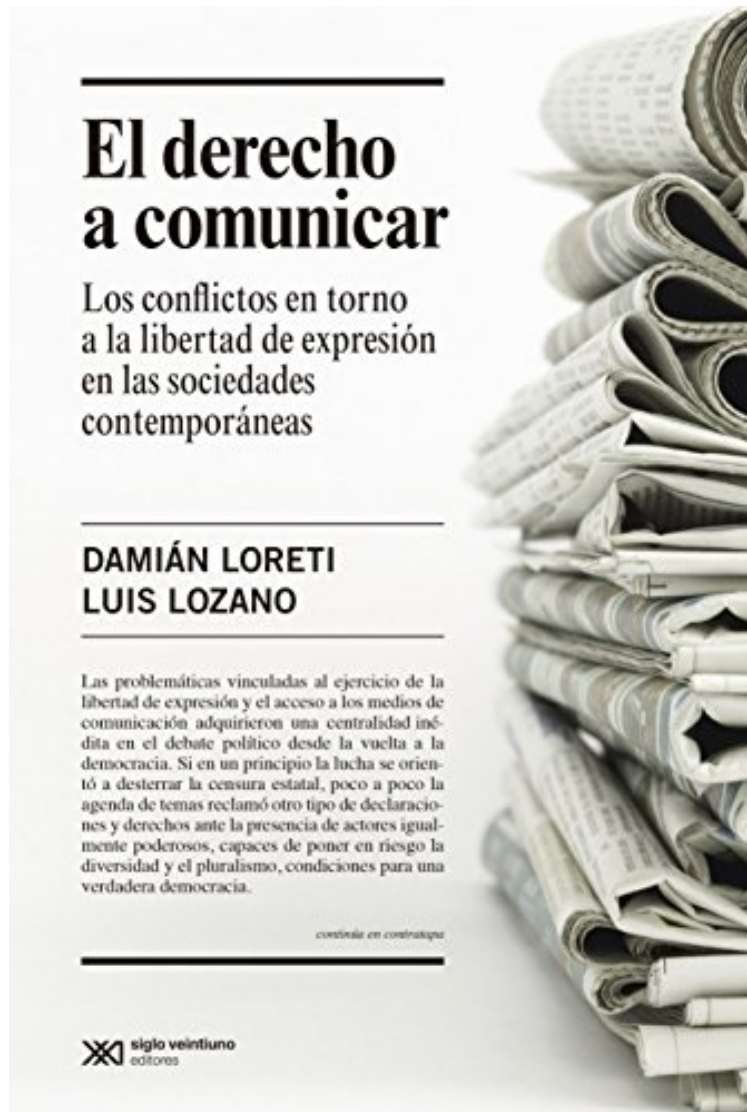 El derecho
a comunicar
Los conflictos en torno
a la libertad de expresión
en las sociedades
contemporáneas
DAMIÁN LORETI
LUIS LOZANO
Las problemáticas vinculadas al ejercicio de la
libertad de expresión y el acceso a los medios de
comunicación adquirieron una centralidad iné-
dita en el debate político desde la vuelta a la
democracia. Si en un principio la lucha se orien-
tó a desterrar la censura estatal, poco a poco la
agenda de temas reclamó otro tipo de declaracio-
nes y derechos ante la presencia de actores igual-
mente poderosos, capaces de poner en riesgo la
diversidad y el pluralismo, condiciones para una
verdadera democracia.
continúa en contratapa
siglo veintiuno
editores